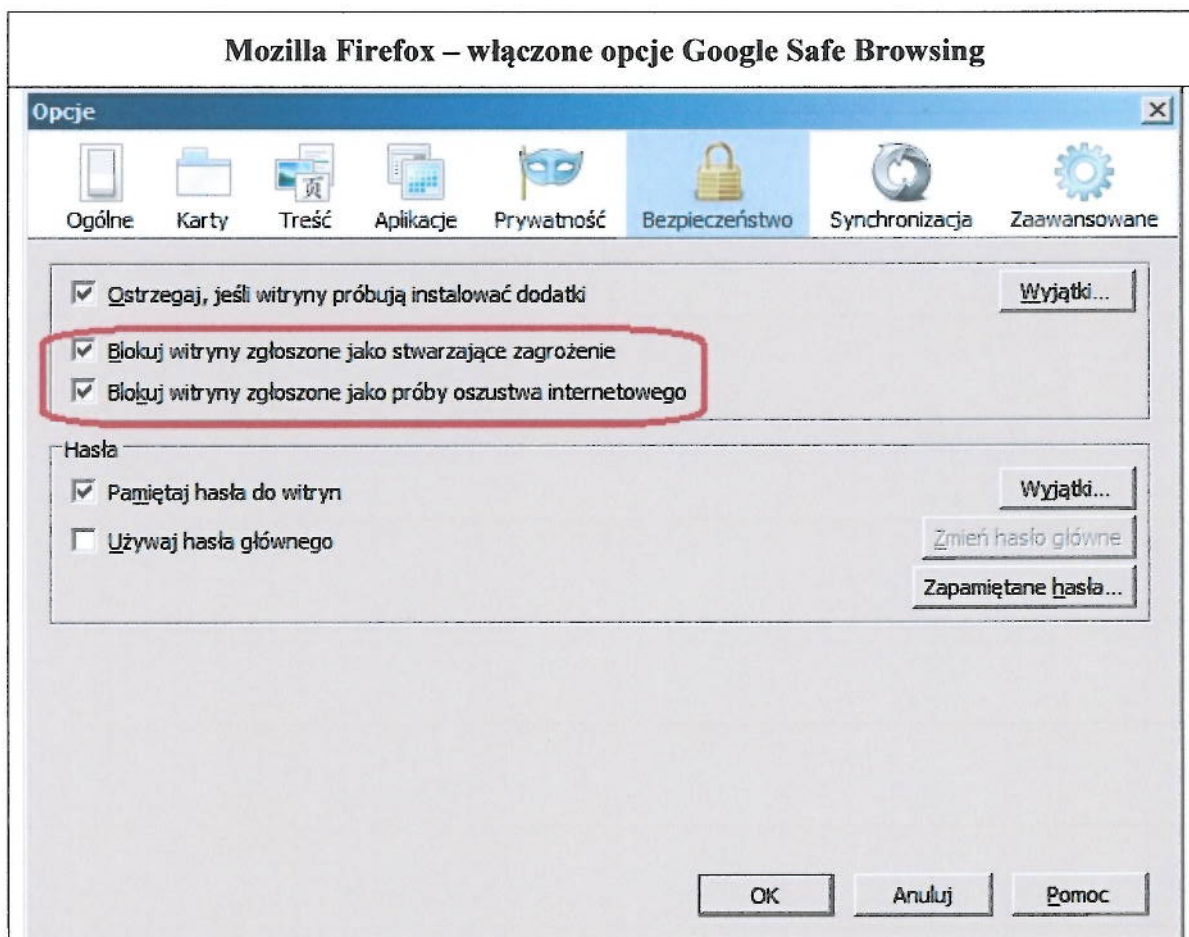 Mozilla Firefox – włączone opcje Google Safe Browsing
Opcje
Ogólne Karty Treść Aplikacje Prywatność Bezpieczeństwo Synchronizacja Zaawansowane
Ostrzegaj, jeśli witryny próbują instalować dodatki Wyjątki...
Blokuj witryny zgłoszone jako stwarzające zagrożenie
Blokuj witryny zgłoszone jako próby oszustwa internetowego
Hasła
Pamiętaj hasła do witryn Wyjątki...
Używaj hasła głównego Zmień hasło główne
Zapamiętane hasła...
OK Anuluj Pomoc